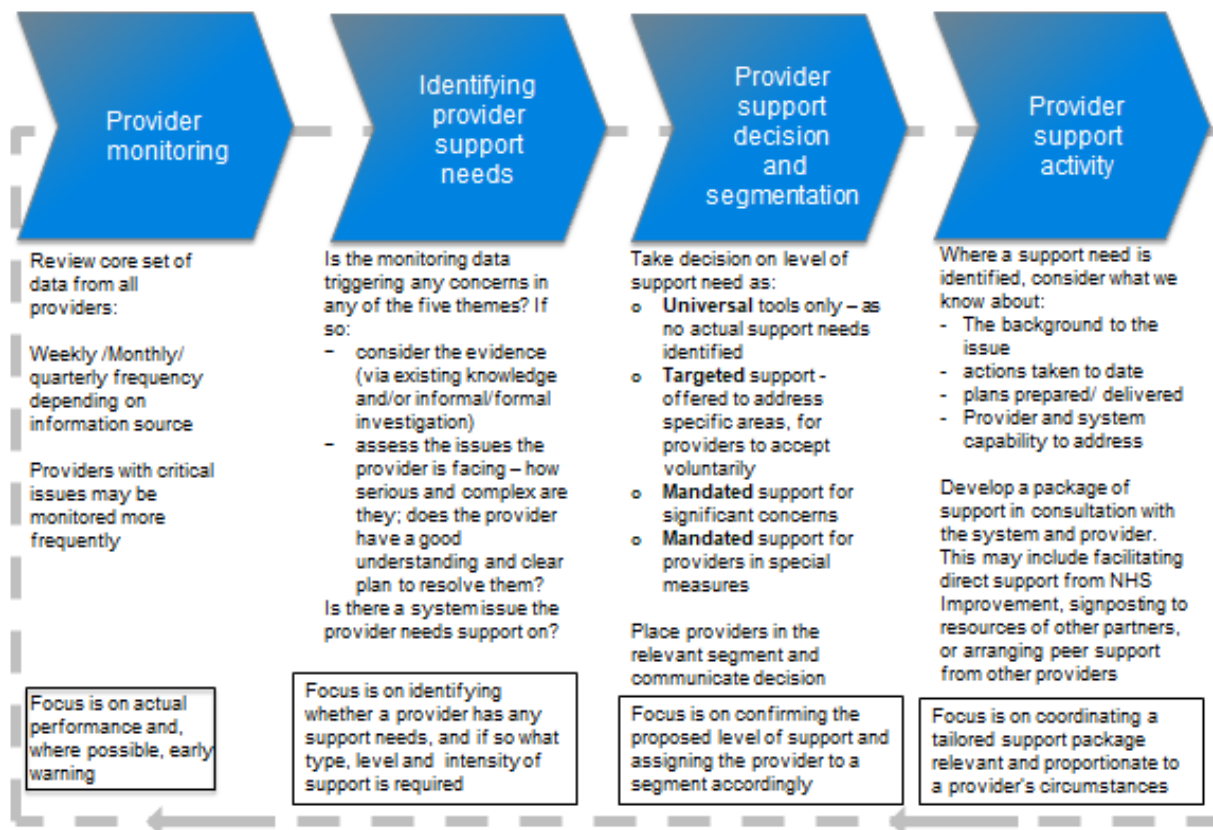 Provider
monitoring
Identifying
provider
support
needs
Provider
support
decision
and
segmentation
Provider
support
activity
Review core set of
data from all
providers:
Weekly /Monthly/
quarterly frequency
depending on
information source
Providers with critical
issues may be
monitored more
frequently
Focus is on actual
performance and,
where possible, early
warning
Is the monitoring data
triggering any concerns in
any of the five themes? If
so:
− consider the evidence
(via existing knowledge
and/or informal/formal
investigation)
− assess the issues the
provider is facing – how
serious and complex are
they; does the provider
have a good
understanding and clear
plan to resolve them?
Is there a system issue the
provider needs support on?
Focus is on identifying
whether a provider has any
support needs, and if so what
type, level and intensity of
support is required
Take decision on level of
support need as:
o Universal tools only – as
no actual support needs
identified
o Targeted support -
offered to address
specific areas, for
providers to accept
voluntarily
o Mandated support for
significant concerns
o Mandated support for
providers in special
measures
Place providers in the
relevant segment and
communicate decision
Focus is on confirming the
proposed level of support and
assigning the provider to a
segment accordingly
Where a support need is
identified, consider what we
know about:
- The background to the
issue
- actions taken to date
- plans prepared/ delivered
- Provider and system
capability to address
Develop a package of
support in consultation with
the system and provider.
This may include facilitating
direct support from NHS
Improvement, signposting to
resources of other partners,
or arranging peer support
from other providers
Focus is on coordinating a
tailored support package
relevant and proportionate to
a provider's circumstances